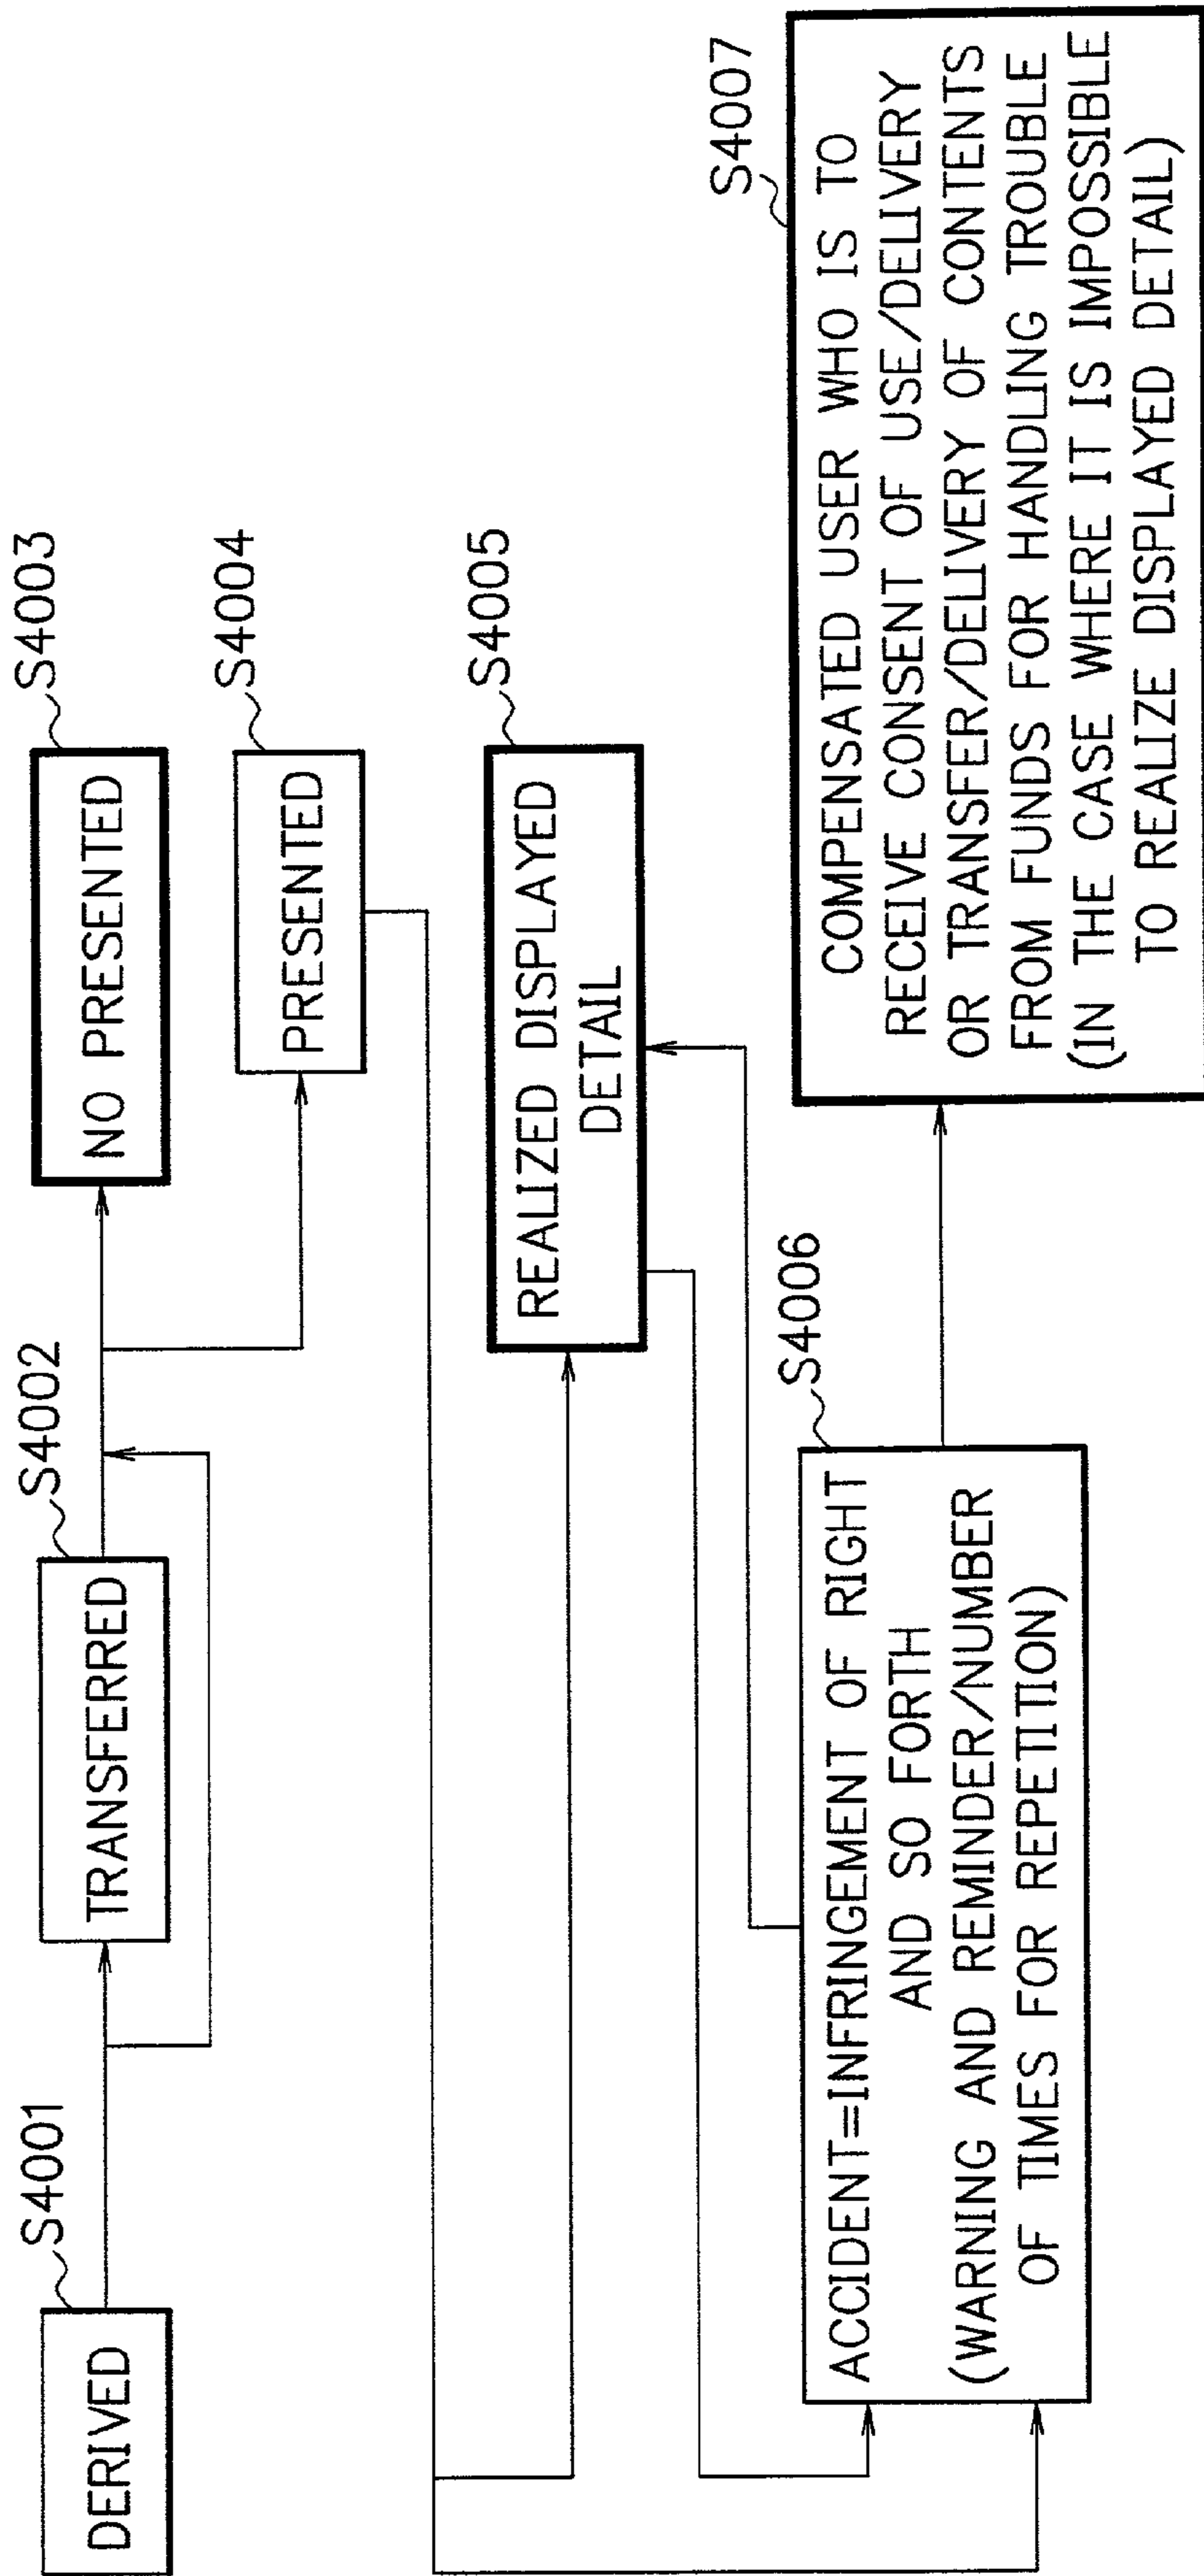 S4001
DERIVED
S4002
TRANSFERRED
S4003
NO PRESENTED
S4004
PRESENTED
S4005
REALIZED DISPLAYED
DETAIL
S4006
ACCIDENT=INFRINGEMENT OF RIGHT
AND SO FORTH
(WARNING AND REMINDER/NUMBER
OF TIMES FOR REPETITION)
S4007
COMPENSATED USER WHO IS TO
RECEIVE CONSENT OF USE/DELIVERY
OR TRANSFER/DELIVERY OF CONTENTS
FROM FUNDS FOR HANDLING TROUBLE
(IN THE CASE WHERE IT IS IMPOSSIBLE
TO REALIZE DISPLAYED DETAIL)